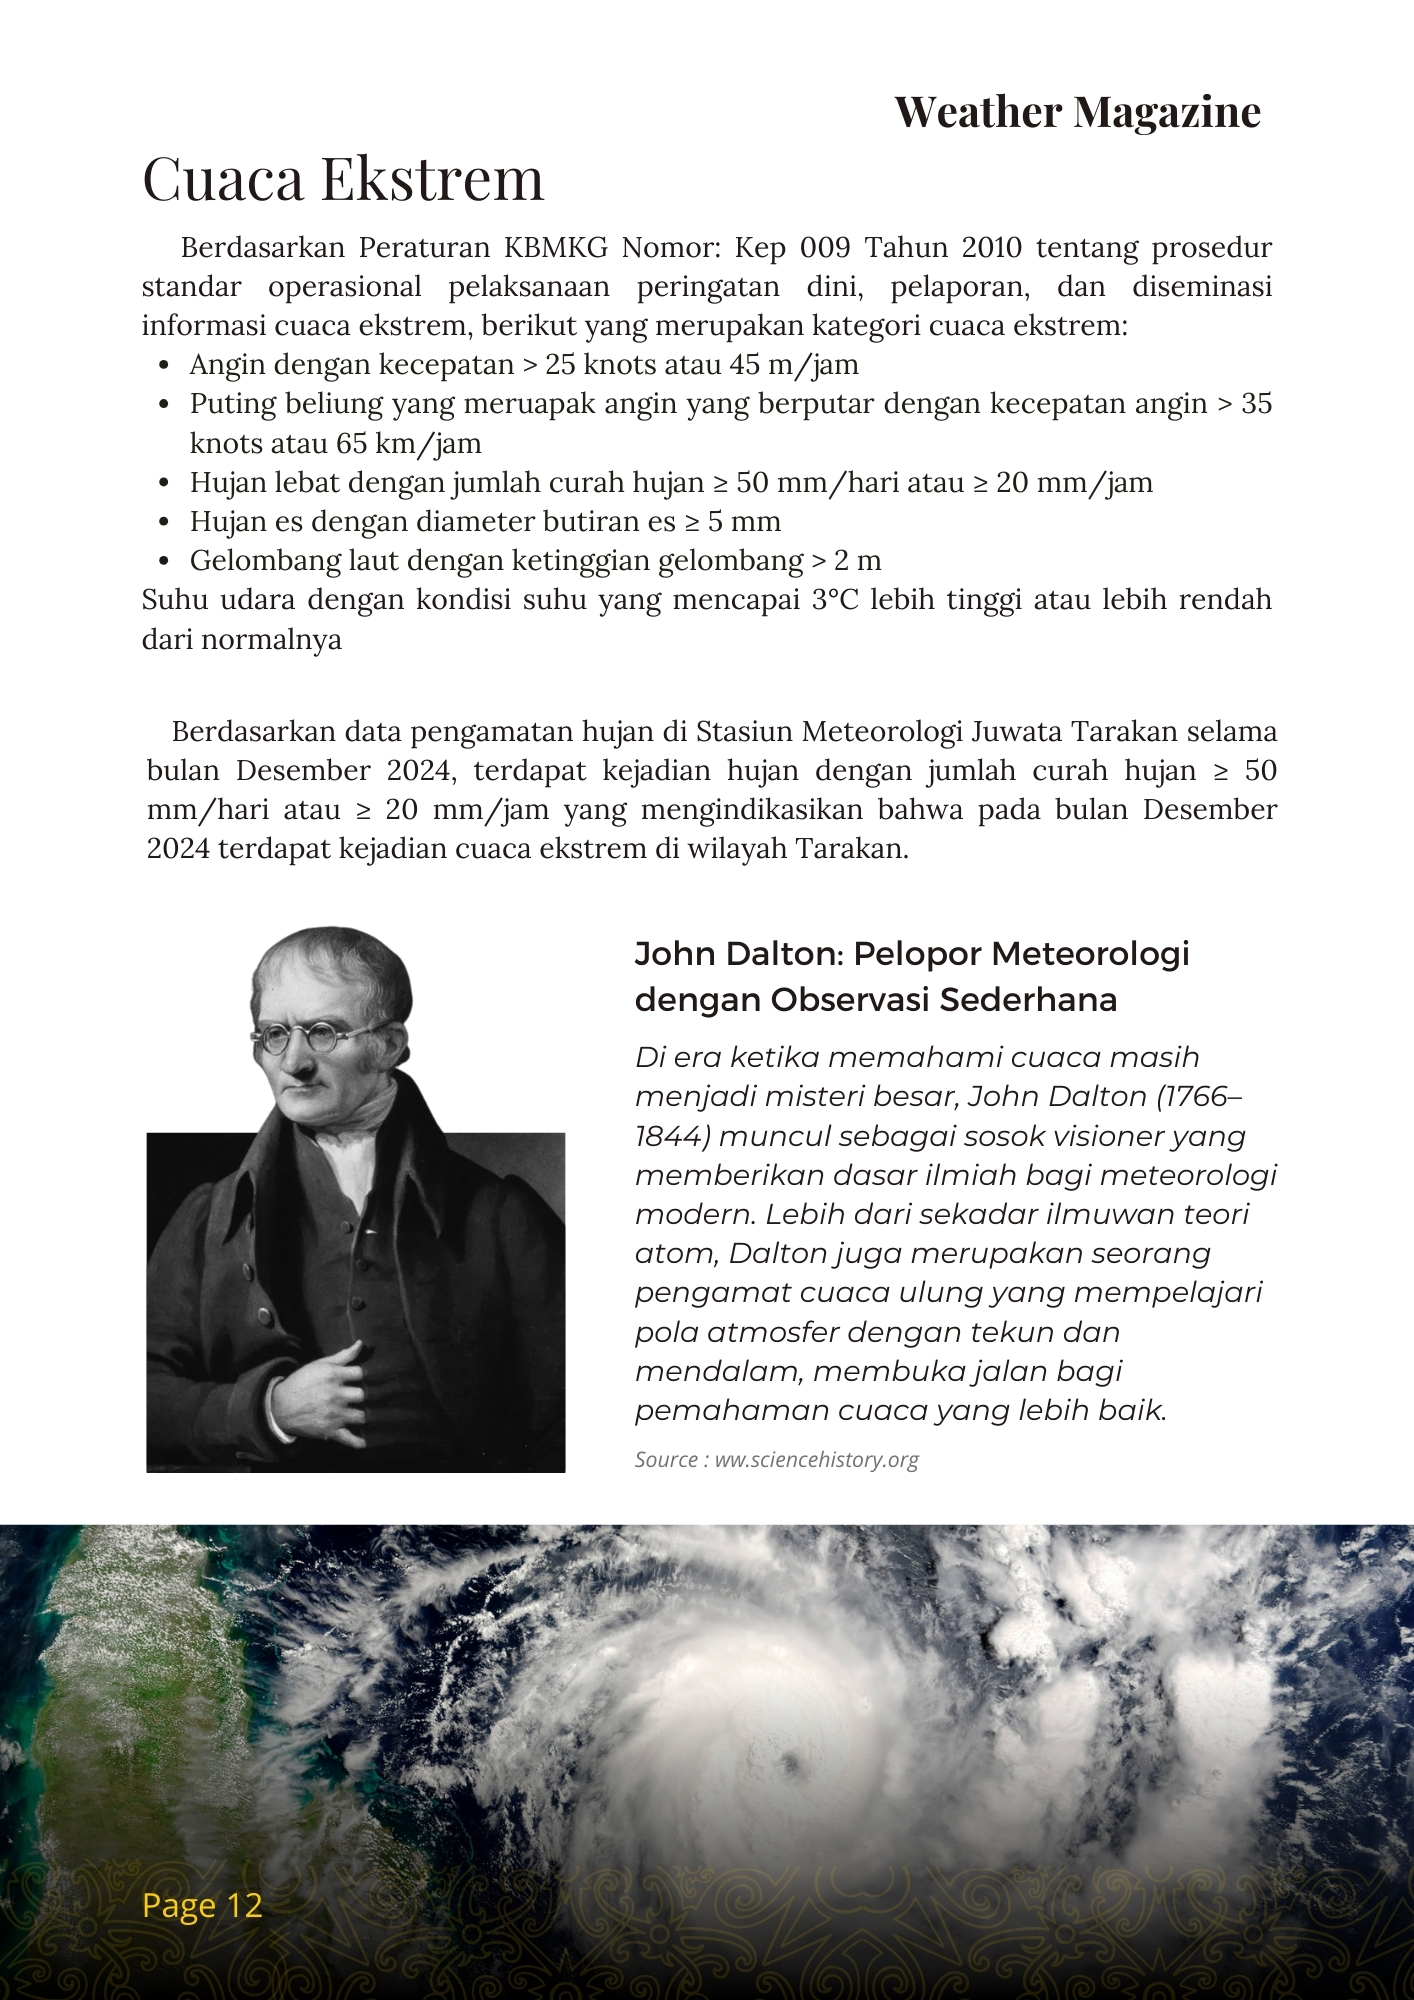 Weather Magazine
Cuaca Ekstrem
Berdasarkan Peraturan KBMKG Nomor: Kep 009 Tahun 2010 tentang prosedur
standar operasional pelaksanaan peringatan dini, pelaporan, dan diseminasi
informasi cuaca ekstrem, berikut yang merupakan kategori cuaca ekstrem:
• Angin dengan kecepatan > 25 knots atau 45 m/jam
• Puting beliung yang meruapak angin yang berputar dengan kecepatan angin > 35
knots atau 65 km/jam
• Hujan lebat dengan jumlah curah hujan ≥ 50 mm/hari atau ≥ 20 mm/jam
• Hujan es dengan diameter butiran es ≥ 5 mm
• Gelombang laut dengan ketinggian gelombang > 2 m
Suhu udara dengan kondisi suhu yang mencapai 3°C lebih tinggi atau lebih rendah
dari normalnya
Berdasarkan data pengamatan hujan di Stasiun Meteorologi Juwata Tarakan selama
bulan Desember 2024, terdapat kejadian hujan dengan jumlah curah hujan ≥ 50
mm/hari atau ≥ 20 mm/jam yang mengindikasikan bahwa pada bulan Desember
2024 terdapat kejadian cuaca ekstrem di wilayah Tarakan.
John Dalton: Pelopor Meteorologi
dengan Observasi Sederhana
Di era ketika memahami cuaca masih
menjadi misteri besar, John Dalton (1766–
1844) muncul sebagai sosok visioner yang
memberikan dasar ilmiah bagi meteorologi
modern. Lebih dari sekadar ilmuwan teori
atom, Dalton juga merupakan seorang
pengamat cuaca ulung yang mempelajari
pola atmosfer dengan tekun dan
mendalam, membuka jalan bagi
pemahaman cuaca yang lebih baik.
Source : ww.sciencehistory.org
Page 12